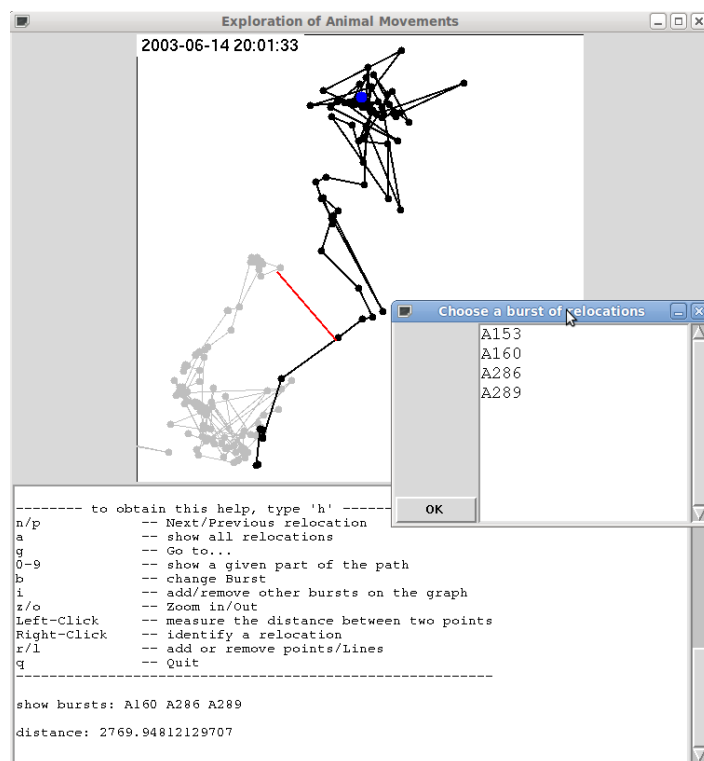 Exploration of Animal Movements
2003-06-14 20:01:33
Choose a burst of relocations
A153
A160
A286
A289
OK
-------- to obtain this help, type 'h' ------
n/p -- Next/Previous relocation
a -- show all relocations
g -- Go to...
0-9 -- show a given part of the path
b -- change Burst
i -- add/remove other bursts on the graph
z/o -- Zoom in/Out
Left-Click -- measure the distance between two points
Right-Click -- identify a relocation
r/l -- add or remove points/Lines
q -- Quit
---------------------------------------------------------
show bursts: A160 A286 A289
distance: 2769.94812129707